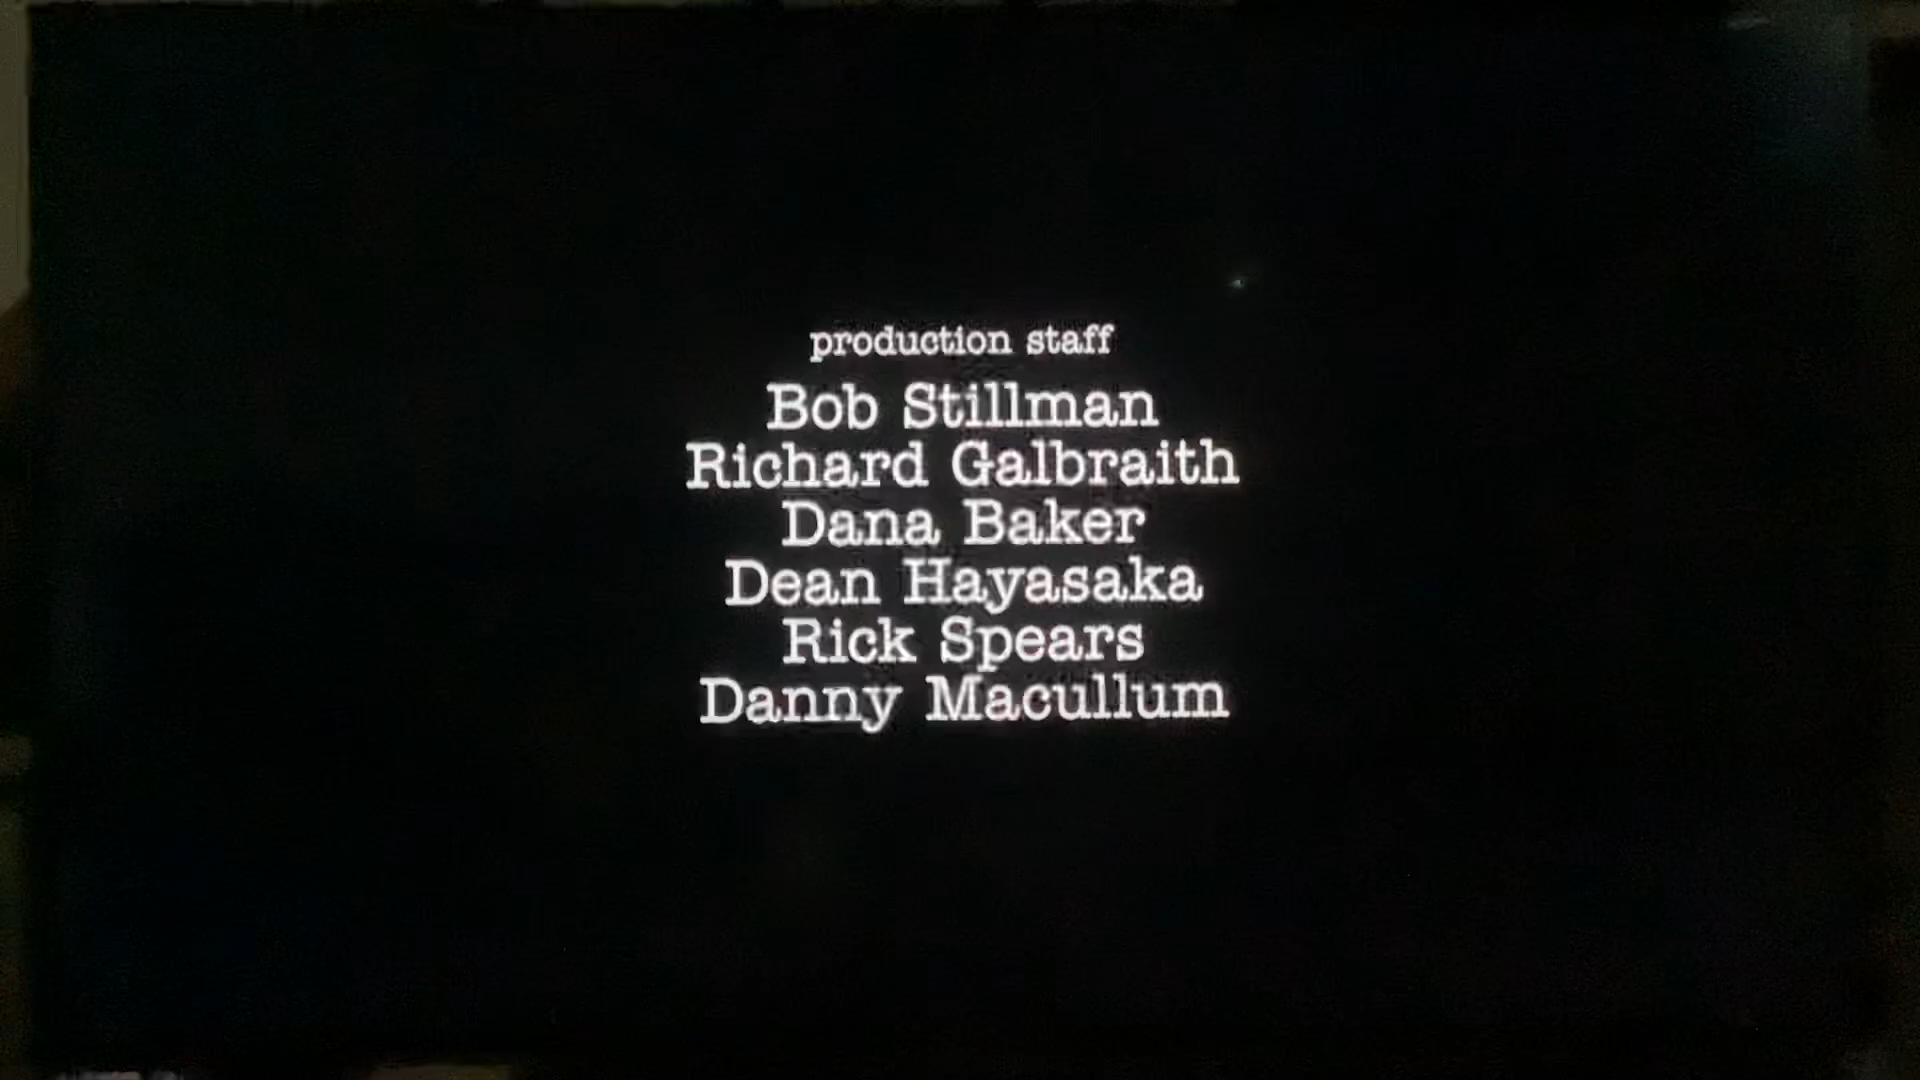 production staff
Bob Stillman
Richard Galbraith
Dana Baker
Dean Hayasaka
Rick Spears
Danny Macullum